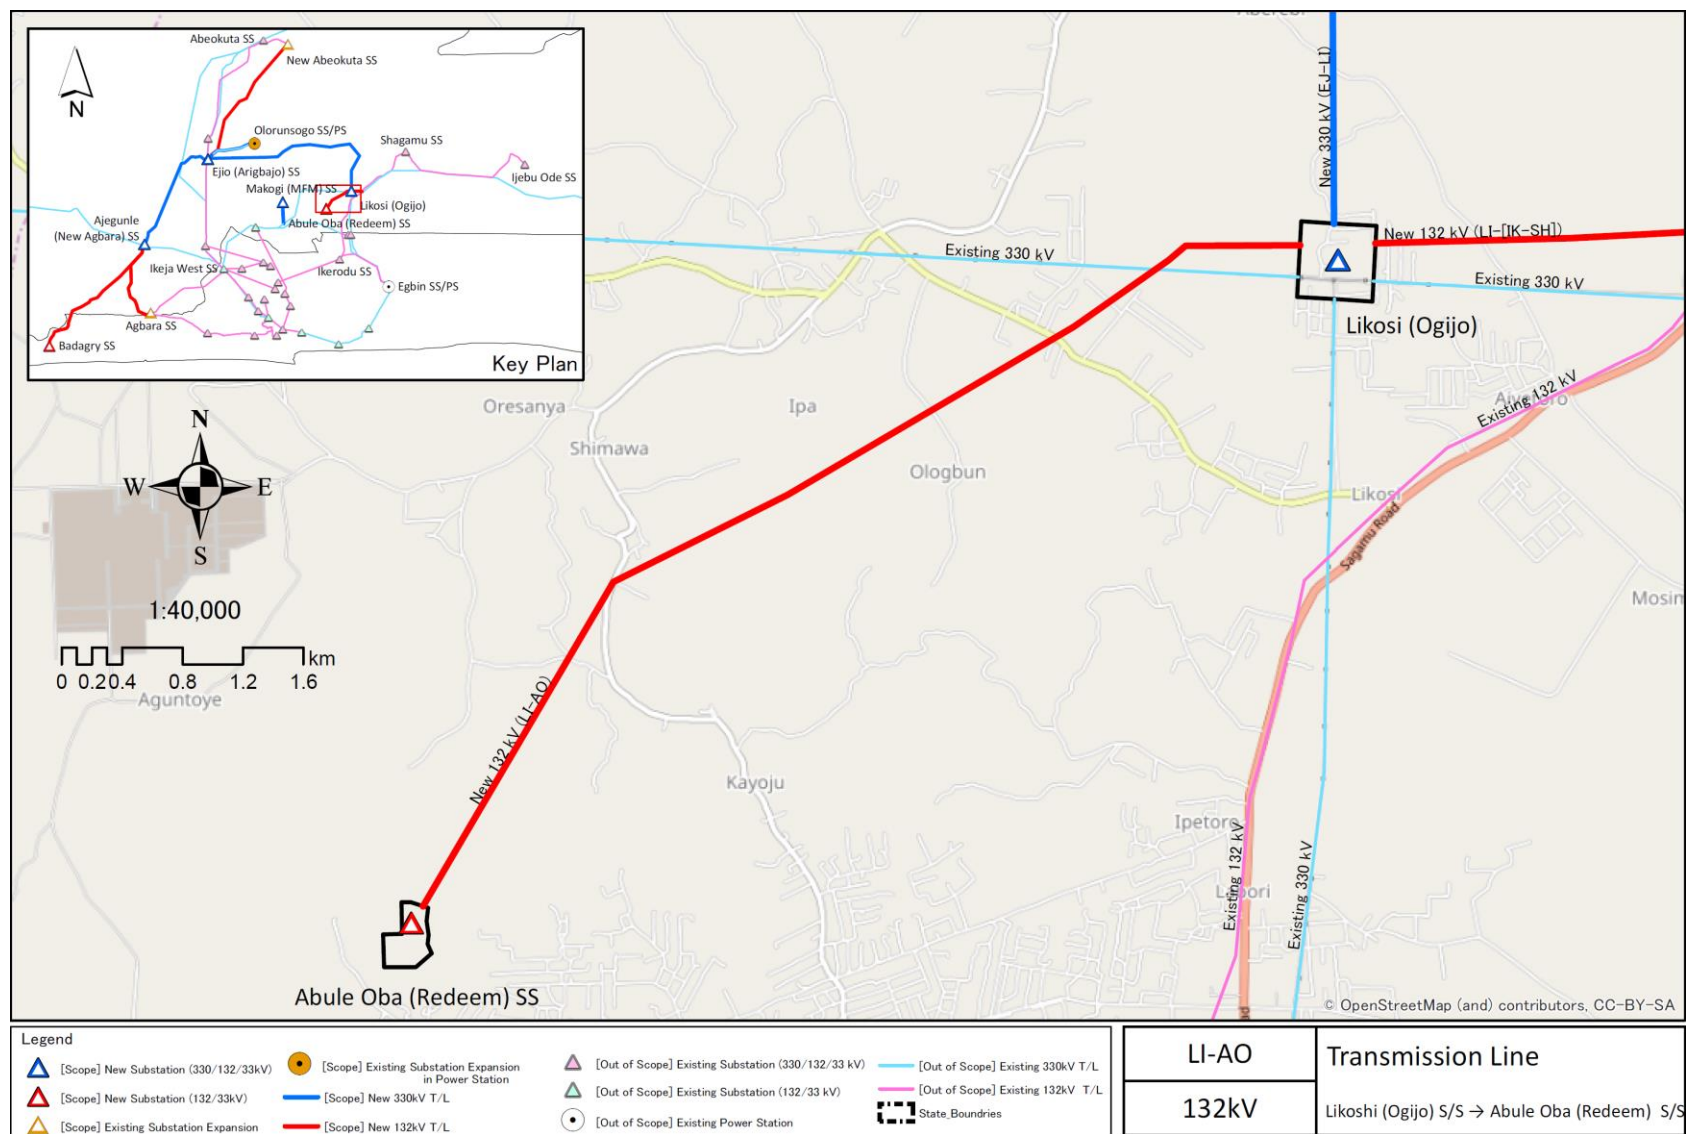 Abeokuta SS
New Abeokuta SS
N
Olorunsogo SS/PS
Shagamu SS
Ejio (Arigbajo) SS
Ijebu Ode SS
Makogi (MFM) SS
Likosi (Ogijo)
Ajegunle
(New Agbara) SS
Abule Oba (Redeem) SS
Ikeja West SS
Ikerodu SS
Egbin SS/PS
Agbara SS
Badagry SS
Key Plan
New 330 kV (EJ-LI)
New 132 kV (LI-[IK-SH])
Existing 330 kV
Existing 330 kV
Likosi (Ogijo)
Oresanya
Ipa
Aiyetoro
Existing 132 kV
Shimawa
Ologbun
Likosi
Sagamu Road
N
W
E
S
1:40,000
km
0 0.2 0.4 0.8 1.2 1.6
Aguntoye
Mosim
New 132 kV (LI-AO)
Kayoju
Ipetoro
Existing 132 kV
Existing 330 kV
Abule Oba (Redeem) SS
© OpenStreetMap (and) contributors, CC-BY-SA
Legend
[Scope] New Substation (330/132/33kV)
[Scope] New Substation (132/33kV)
[Scope] Existing Substation Expansion
[Scope] Existing Substation Expansion
in Power Station
[Scope] New 330kV T/L
[Scope] New 132kV T/L
[Out of Scope] Existing Substation (330/132/33 kV)
[Out of Scope] Existing Substation (132/33 kV)
[Out of Scope] Existing Power Station
[Out of Scope] Existing 330kV T/L
[Out of Scope] Existing 132kV T/L
State_Boundries
LI-AO
132kV
Transmission Line
Likoshi (Ogijo) S/S → Abule Oba (Redeem) S/S